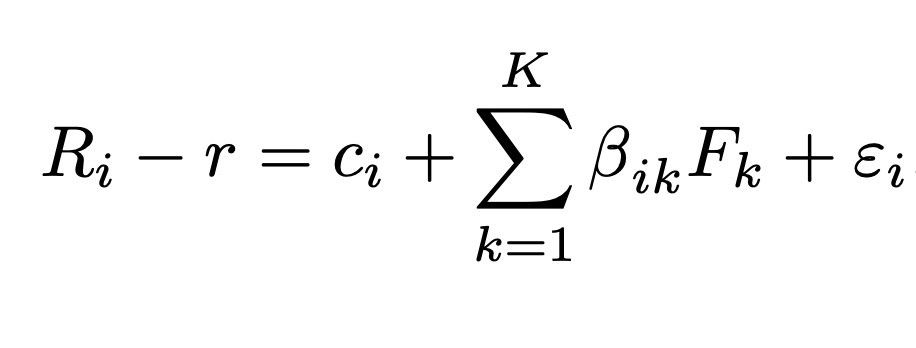 R_i - r = c_i + \sum_{k=1}^{K} \beta_{ik} F_k + \varepsilon_i